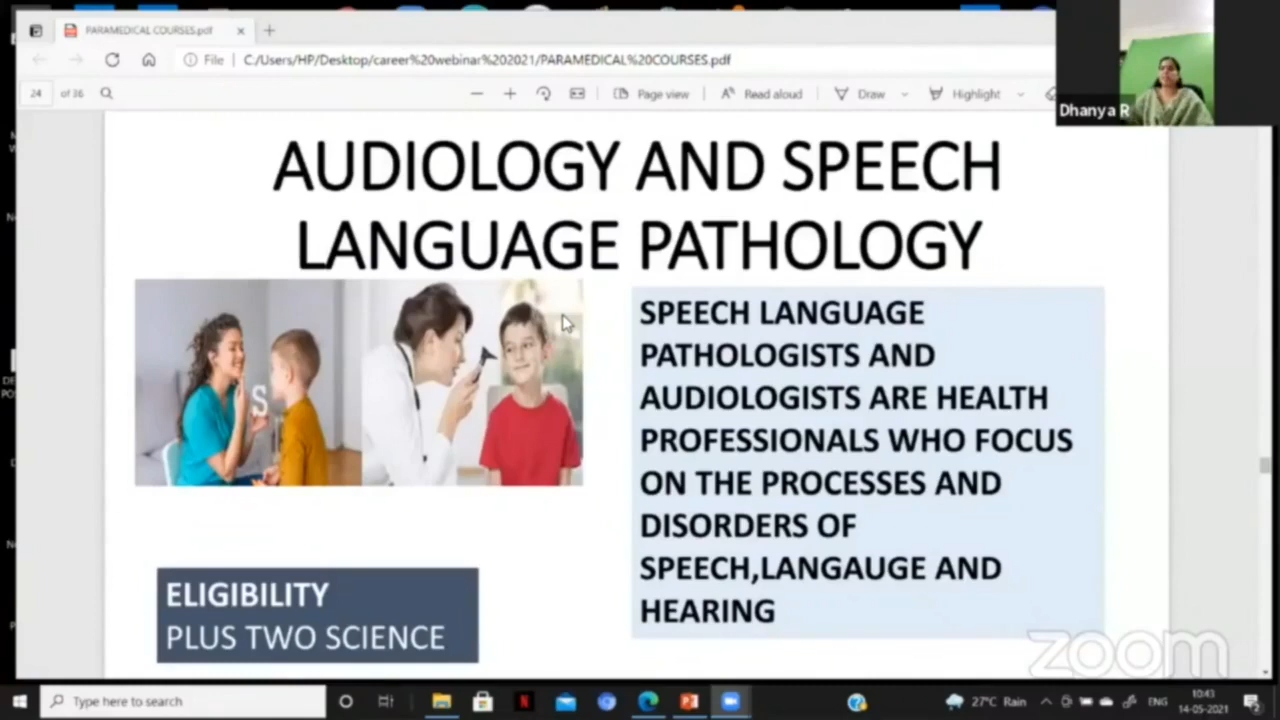 PARAMEDICAL COURSES.pdf
File
C:/Users/HP/Desktop/career%20webinar%202021/PARAMEDICAL%20COURSES.pdf
24 of 36
Page view
Read aloud
Draw
Highlight
Dhanya R
AUDIOLOGY AND SPEECH
LANGUAGE PATHOLOGY
S
SPEECH LANGUAGE
PATHOLOGISTS AND
AUDIOLOGISTS ARE HEALTH
PROFESSIONALS WHO FOCUS
ON THE PROCESSES AND
DISORDERS OF
SPEECH,LANGAUGE AND
HEARING
ELIGIBILITY
PLUS TWO SCIENCE
zoom
Type here to search
27°C Rain
ENG
10:43
14-05-2021